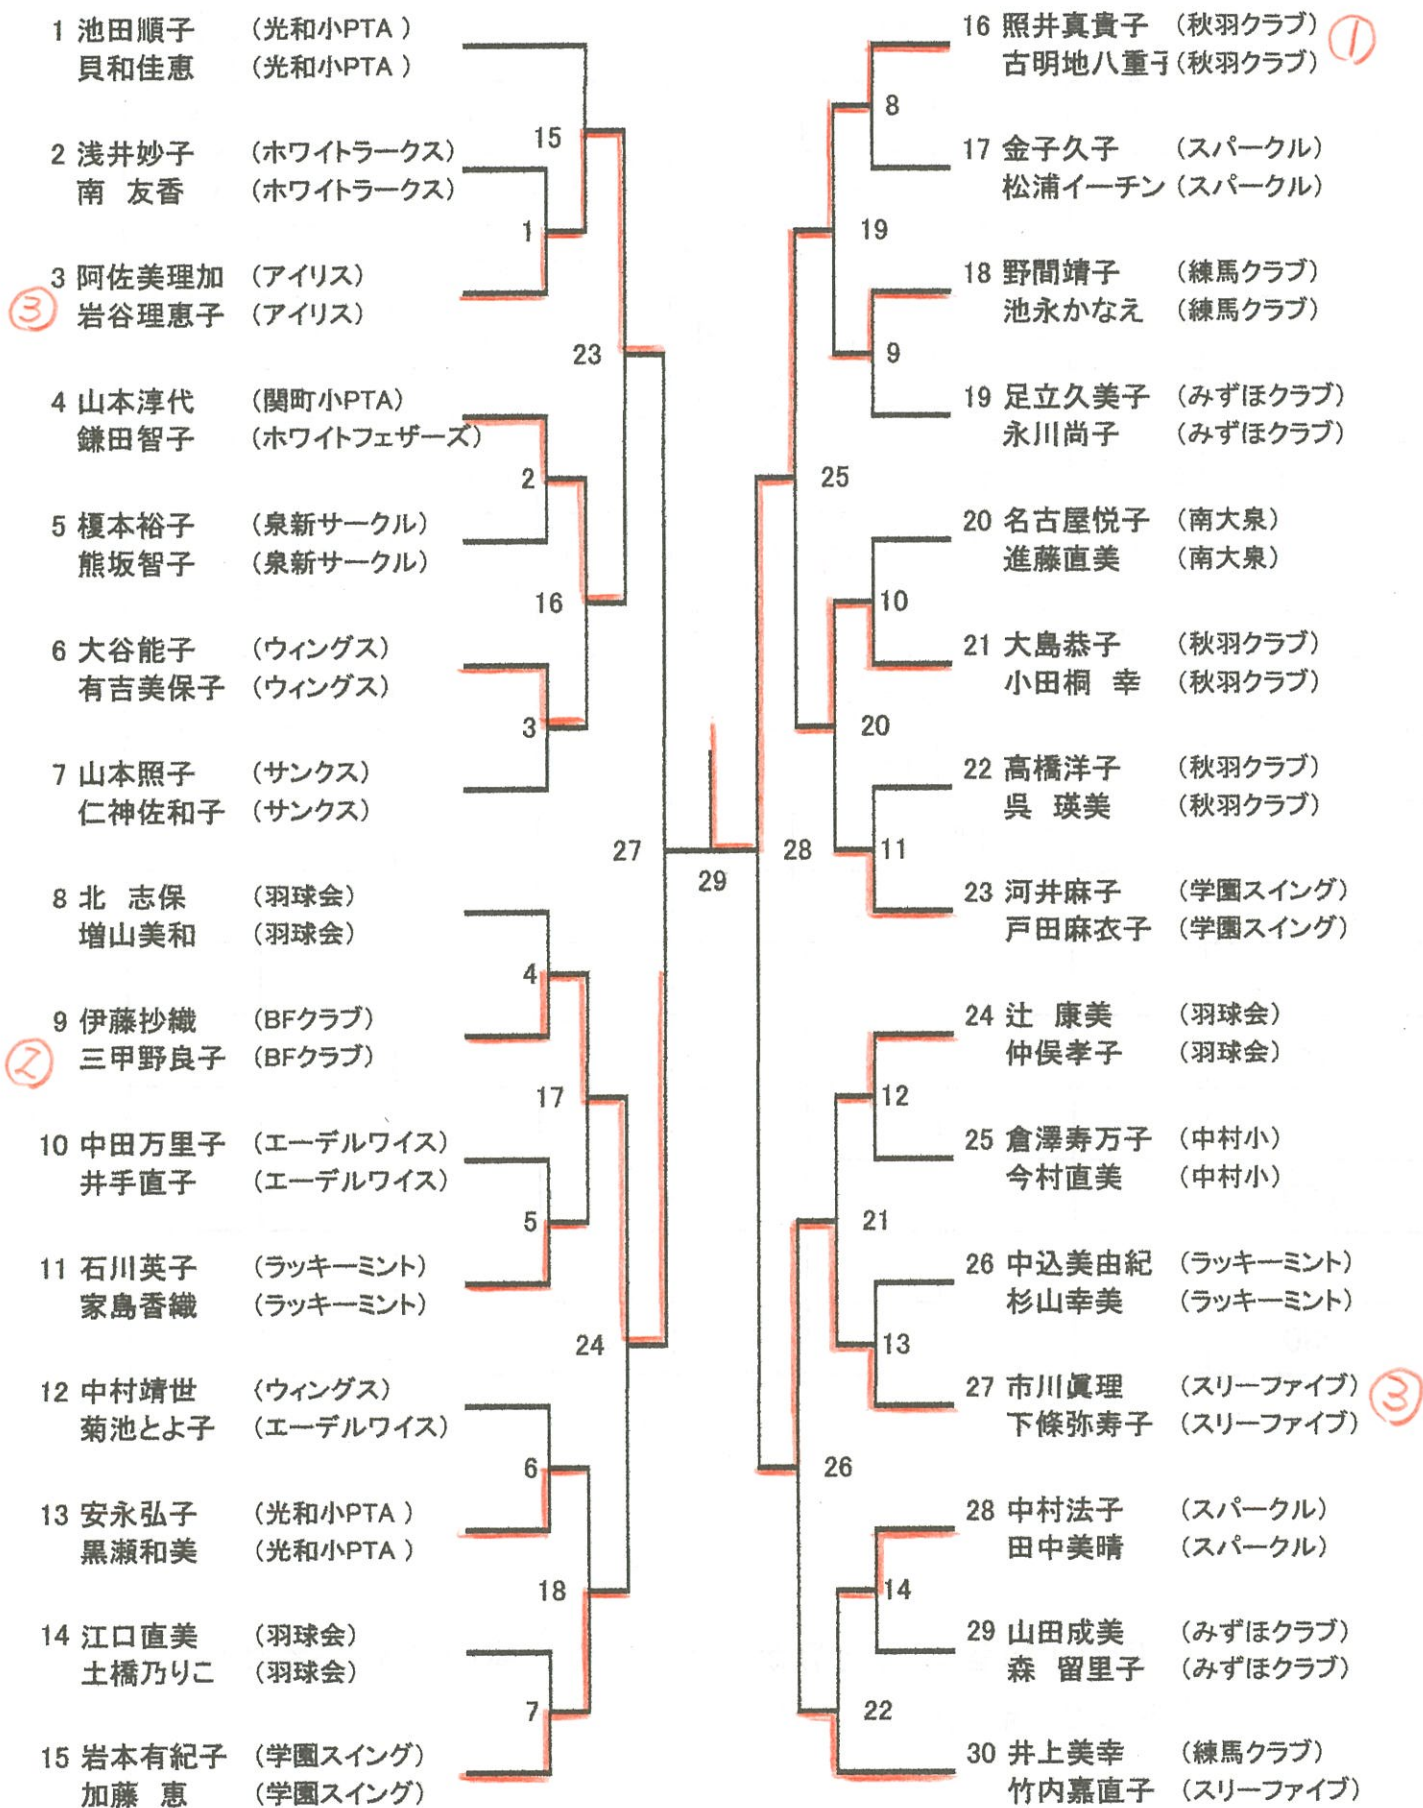 1 池田順子 (光和小PTA )
貝和佳恵 (光和小PTA )
2 浅井妙子 (ホワイトラークス)
南 友香 (ホワイトラークス)
3 阿佐美理加 (アイリス)
③ 岩谷理恵子 (アイリス)
4 山本淳代 (関町小PTA)
鎌田智子 (ホワイトフェザーズ)
5 榎本裕子 (泉新サークル)
熊坂智子 (泉新サークル)
6 大谷能子 (ウィングス)
有吉美保子 (ウィングス)
7 山本照子 (サンクス)
仁神佐和子 (サンクス)
8 北 志保 (羽球会)
増山美和 (羽球会)
9 伊藤抄織 (BFクラブ)
② 三甲野良子 (BFクラブ)
10 中田万里子 (エーデルワイス)
井手直子 (エーデルワイス)
11 石川英子 (ラッキーミント)
家島香織 (ラッキーミント)
12 中村靖世 (ウィングス)
菊池とよ子 (エーデルワイス)
13 安永弘子 (光和小PTA )
黒瀬和美 (光和小PTA )
14 江口直美 (羽球会)
土橋乃りこ (羽球会)
15 岩本有紀子 (学園スイング)
加藤 恵 (学園スイング)
15
1
23
2
16
3
27
4
17
5
24
6
18
7
29
8
19
9
25
10
20
28
11
12
21
13
26
14
22
16 照井真貴子 (秋羽クラブ) ①
古明地八重子 (秋羽クラブ)
17 金子久子 (スパークル)
松浦イーチン (スパークル)
18 野間靖子 (練馬クラブ)
池永かなえ (練馬クラブ)
19 足立久美子 (みずほクラブ)
永川尚子 (みずほクラブ)
20 名古屋悦子 (南大泉)
進藤直美 (南大泉)
21 大島恭子 (秋羽クラブ)
小田桐 幸 (秋羽クラブ)
22 高橋洋子 (秋羽クラブ)
呉 瑛美 (秋羽クラブ)
23 河井麻子 (学園スイング)
戸田麻衣子 (学園スイング)
24 辻 康美 (羽球会)
仲俣孝子 (羽球会)
25 倉澤寿万子 (中村小)
今村直美 (中村小)
26 中込美由紀 (ラッキーミント)
杉山幸美 (ラッキーミント)
27 市川眞理 (スリーファイブ) ③
下條弥寿子 (スリーファイブ)
28 中村法子 (スパークル)
田中美晴 (スパークル)
29 山田成美 (みずほクラブ)
森 留里子 (みずほクラブ)
30 井上美幸 (練馬クラブ)
竹内嘉直子 (スリーファイブ)